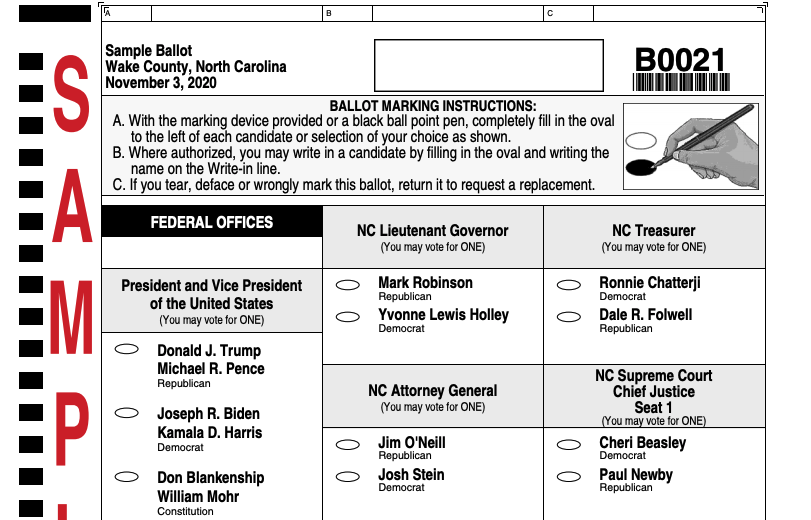 A
B
C
Sample Ballot
Wake County, North Carolina
November 3, 2020
B0021
BALLOT MARKING INSTRUCTIONS:
A. With the marking device provided or a black ball point pen, completely fill in the oval
to the left of each candidate or selection of your choice as shown.
B. Where authorized, you may write in a candidate by filling in the oval and writing the
name on the Write-in line.
C. If you tear, deface or wrongly mark this ballot, return it to request a replacement.
SAMP
FEDERAL OFFICES
President and Vice President
of the United States
(You may vote for ONE)
Donald J. Trump
Michael R. Pence
Republican
Joseph R. Biden
Kamala D. Harris
Democrat
Don Blankenship
William Mohr
Constitution
NC Lieutenant Governor
(You may vote for ONE)
Mark Robinson
Republican
Yvonne Lewis Holley
Democrat
NC Attorney General
(You may vote for ONE)
Jim O'Neill
Republican
Josh Stein
Democrat
NC Treasurer
(You may vote for ONE)
Ronnie Chatterji
Democrat
Dale R. Folwell
Republican
NC Supreme Court
Chief Justice
Seat 1
(You may vote for ONE)
Cheri Beasley
Democrat
Paul Newby
Republican